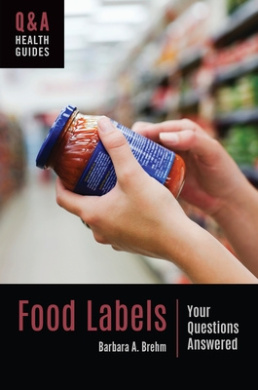 Q&A
HEALTH
GUIDES
Food Labels
Barbara A. Brehm
Your
Questions
Answered